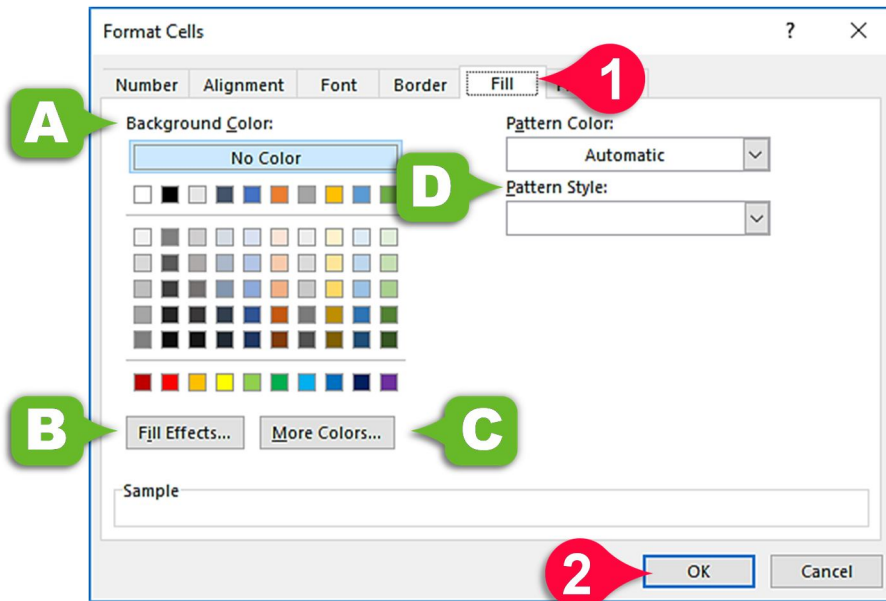 Format Cells ? ×
Number Alignment Font Border Fill 1
A Background Color: Pattern Color:
No Color Automatic
D Pattern Style:
B Fill Effects... More Colors... C
Sample
2 OK Cancel